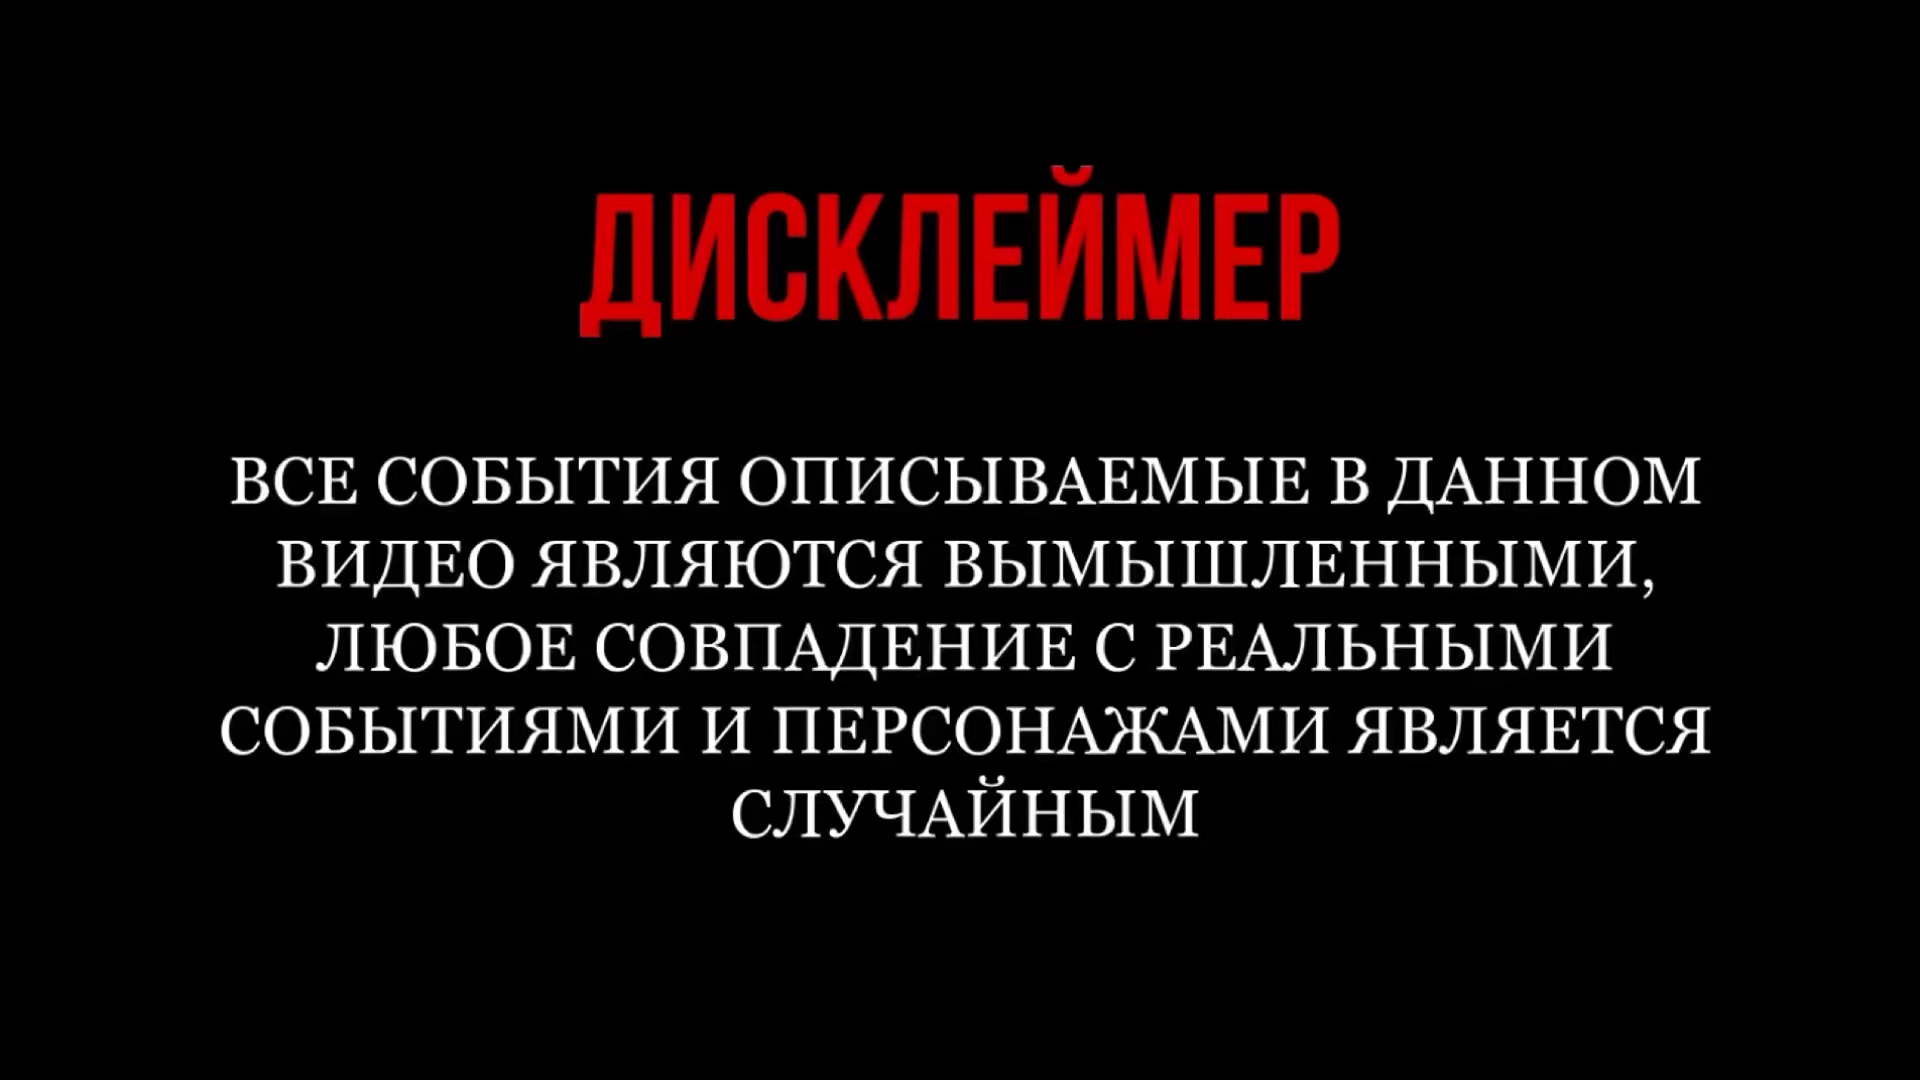 ДИСКЛЕЙМЕР
ВСЕ СОБЫТИЯ ОПИСЫВАЕМЫЕ В ДАННОМ
ВИДЕО ЯВЛЯЮТСЯ ВЫМЫШЛЕННЫМИ,
ЛЮБОЕ СОВПАДЕНИЕ С РЕАЛЬНЫМИ
СОБЫТИЯМИ И ПЕРСОНАЖАМИ ЯВЛЯЕТСЯ
СЛУЧАЙНЫМ